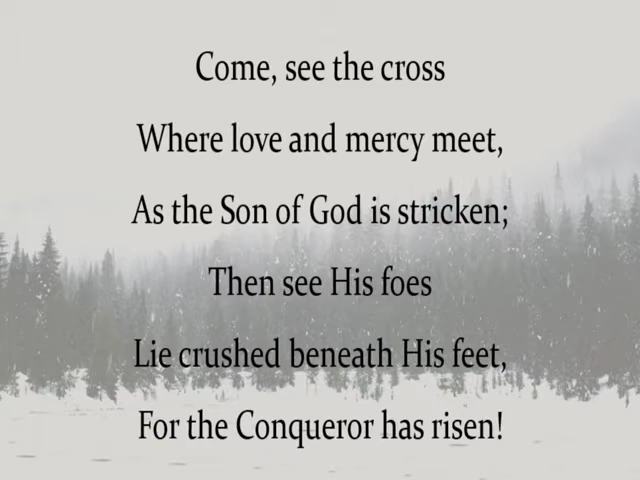 Come, see the cross
Where love and mercy meet,
As the Son of God is stricken;
Then see His foes
Lie crushed beneath His feet,
For the Conqueror has risen!